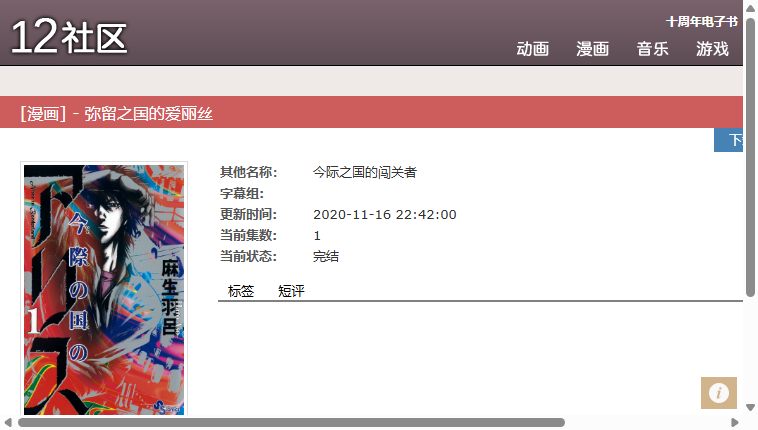 12社区
十周年电子书
动画 漫画 音乐 游戏
[漫画] - 弥留之国的爱丽丝
其他名称: 今际之国的闯关者
字幕组:
更新时间: 2020-11-16 22:42:00
当前集数: 1
当前状态: 完结
标签 短评
今際の国の
麻生羽呂
1